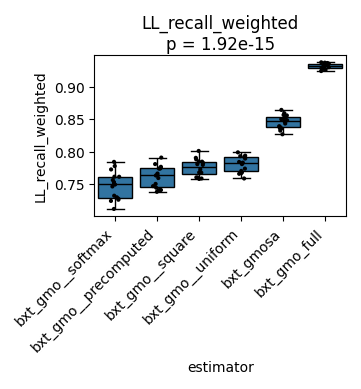 LL_recall_weighted
p = 1.92e-15
LL_recall_weighted
0.90
0.85
0.80
0.75
bxt_gmo__softmax
bxt_gmo__precomputed
bxt_gmo__square
bxt_gmo__uniform
bxt_gmosa
bxt_gmo_full
estimator